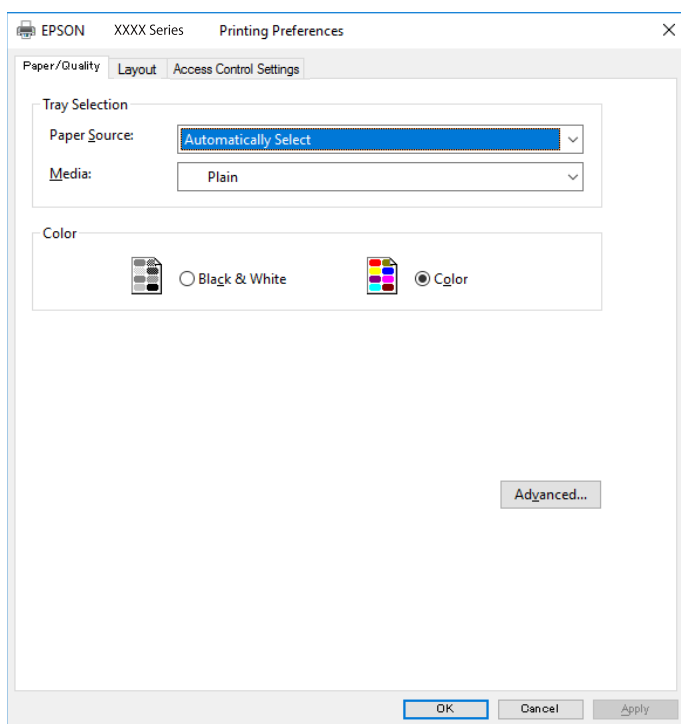 EPSON XXXX Series Printing Preferences
Paper/Quality Layout Access Control Settings
Tray Selection
Paper Source: Automatically Select
Media: Plain
Color
Black & White Color
Advanced...
OK Cancel Apply